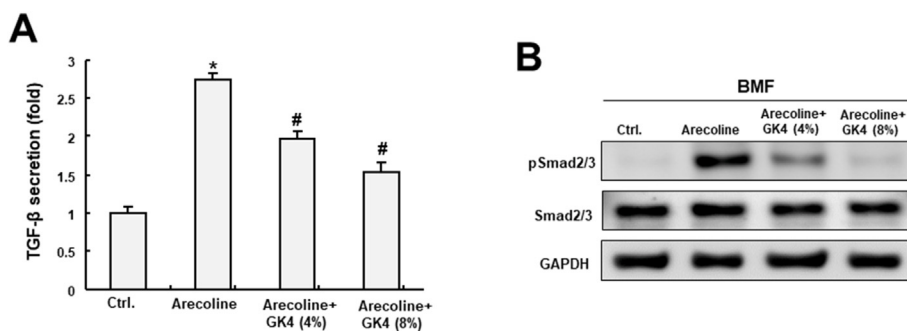 A
TGF-β secretion (fold)
3
2.5
2
1.5
1
0.5
0
*
#
#
Ctrl.
Arecoline
Arecoline+
GK4 (4%)
Arecoline+
GK4 (8%)
B
BMF
Ctrl.
Arecoline
Arecoline+
GK4 (4%)
Arecoline+
GK4 (8%)
pSmad2/3
Smad2/3
GAPDH